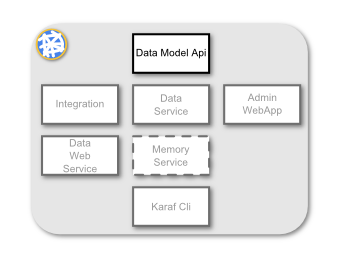 Data Model Api
Integration
Data
Service
Admin
WebApp
Data
Web
Service
Memory
Service
Karaf Cli